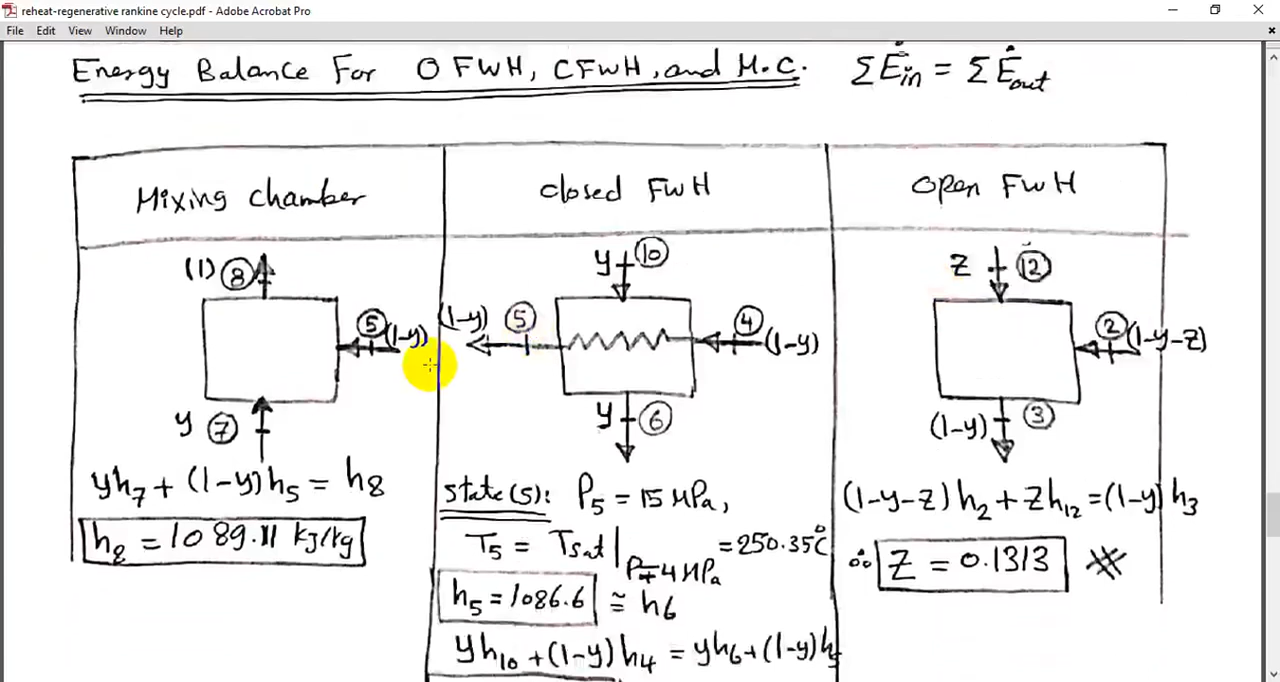 reheat-regenerative rankine cycle.pdf - Adobe Acrobat Pro
File Edit View Window Help
Energy Balance For OFWH, CFWH, and M.C. ΣĖin = ΣĖout
Mixing chamber
(1) 8
5 (1-y)
y 7
yh7 + (1-y)h5 = h8
h8 = 1089.11 kJ/kg
closed FWH
y 10
(1-y) 5
4 (1-y)
y 6
state(5): P5 = 15 MPa,
T5 = Tsat|P=4MPa = 250.35°C
h5 = 1086.6 ≅ h6
yh10 + (1-y)h4 = yh6 + (1-y)h5
open FWH
z 12
2 (1-y-z)
(1-y) 3
(1-y-z)h2 + zh12 = (1-y)h3
∴ Z = 0.1313